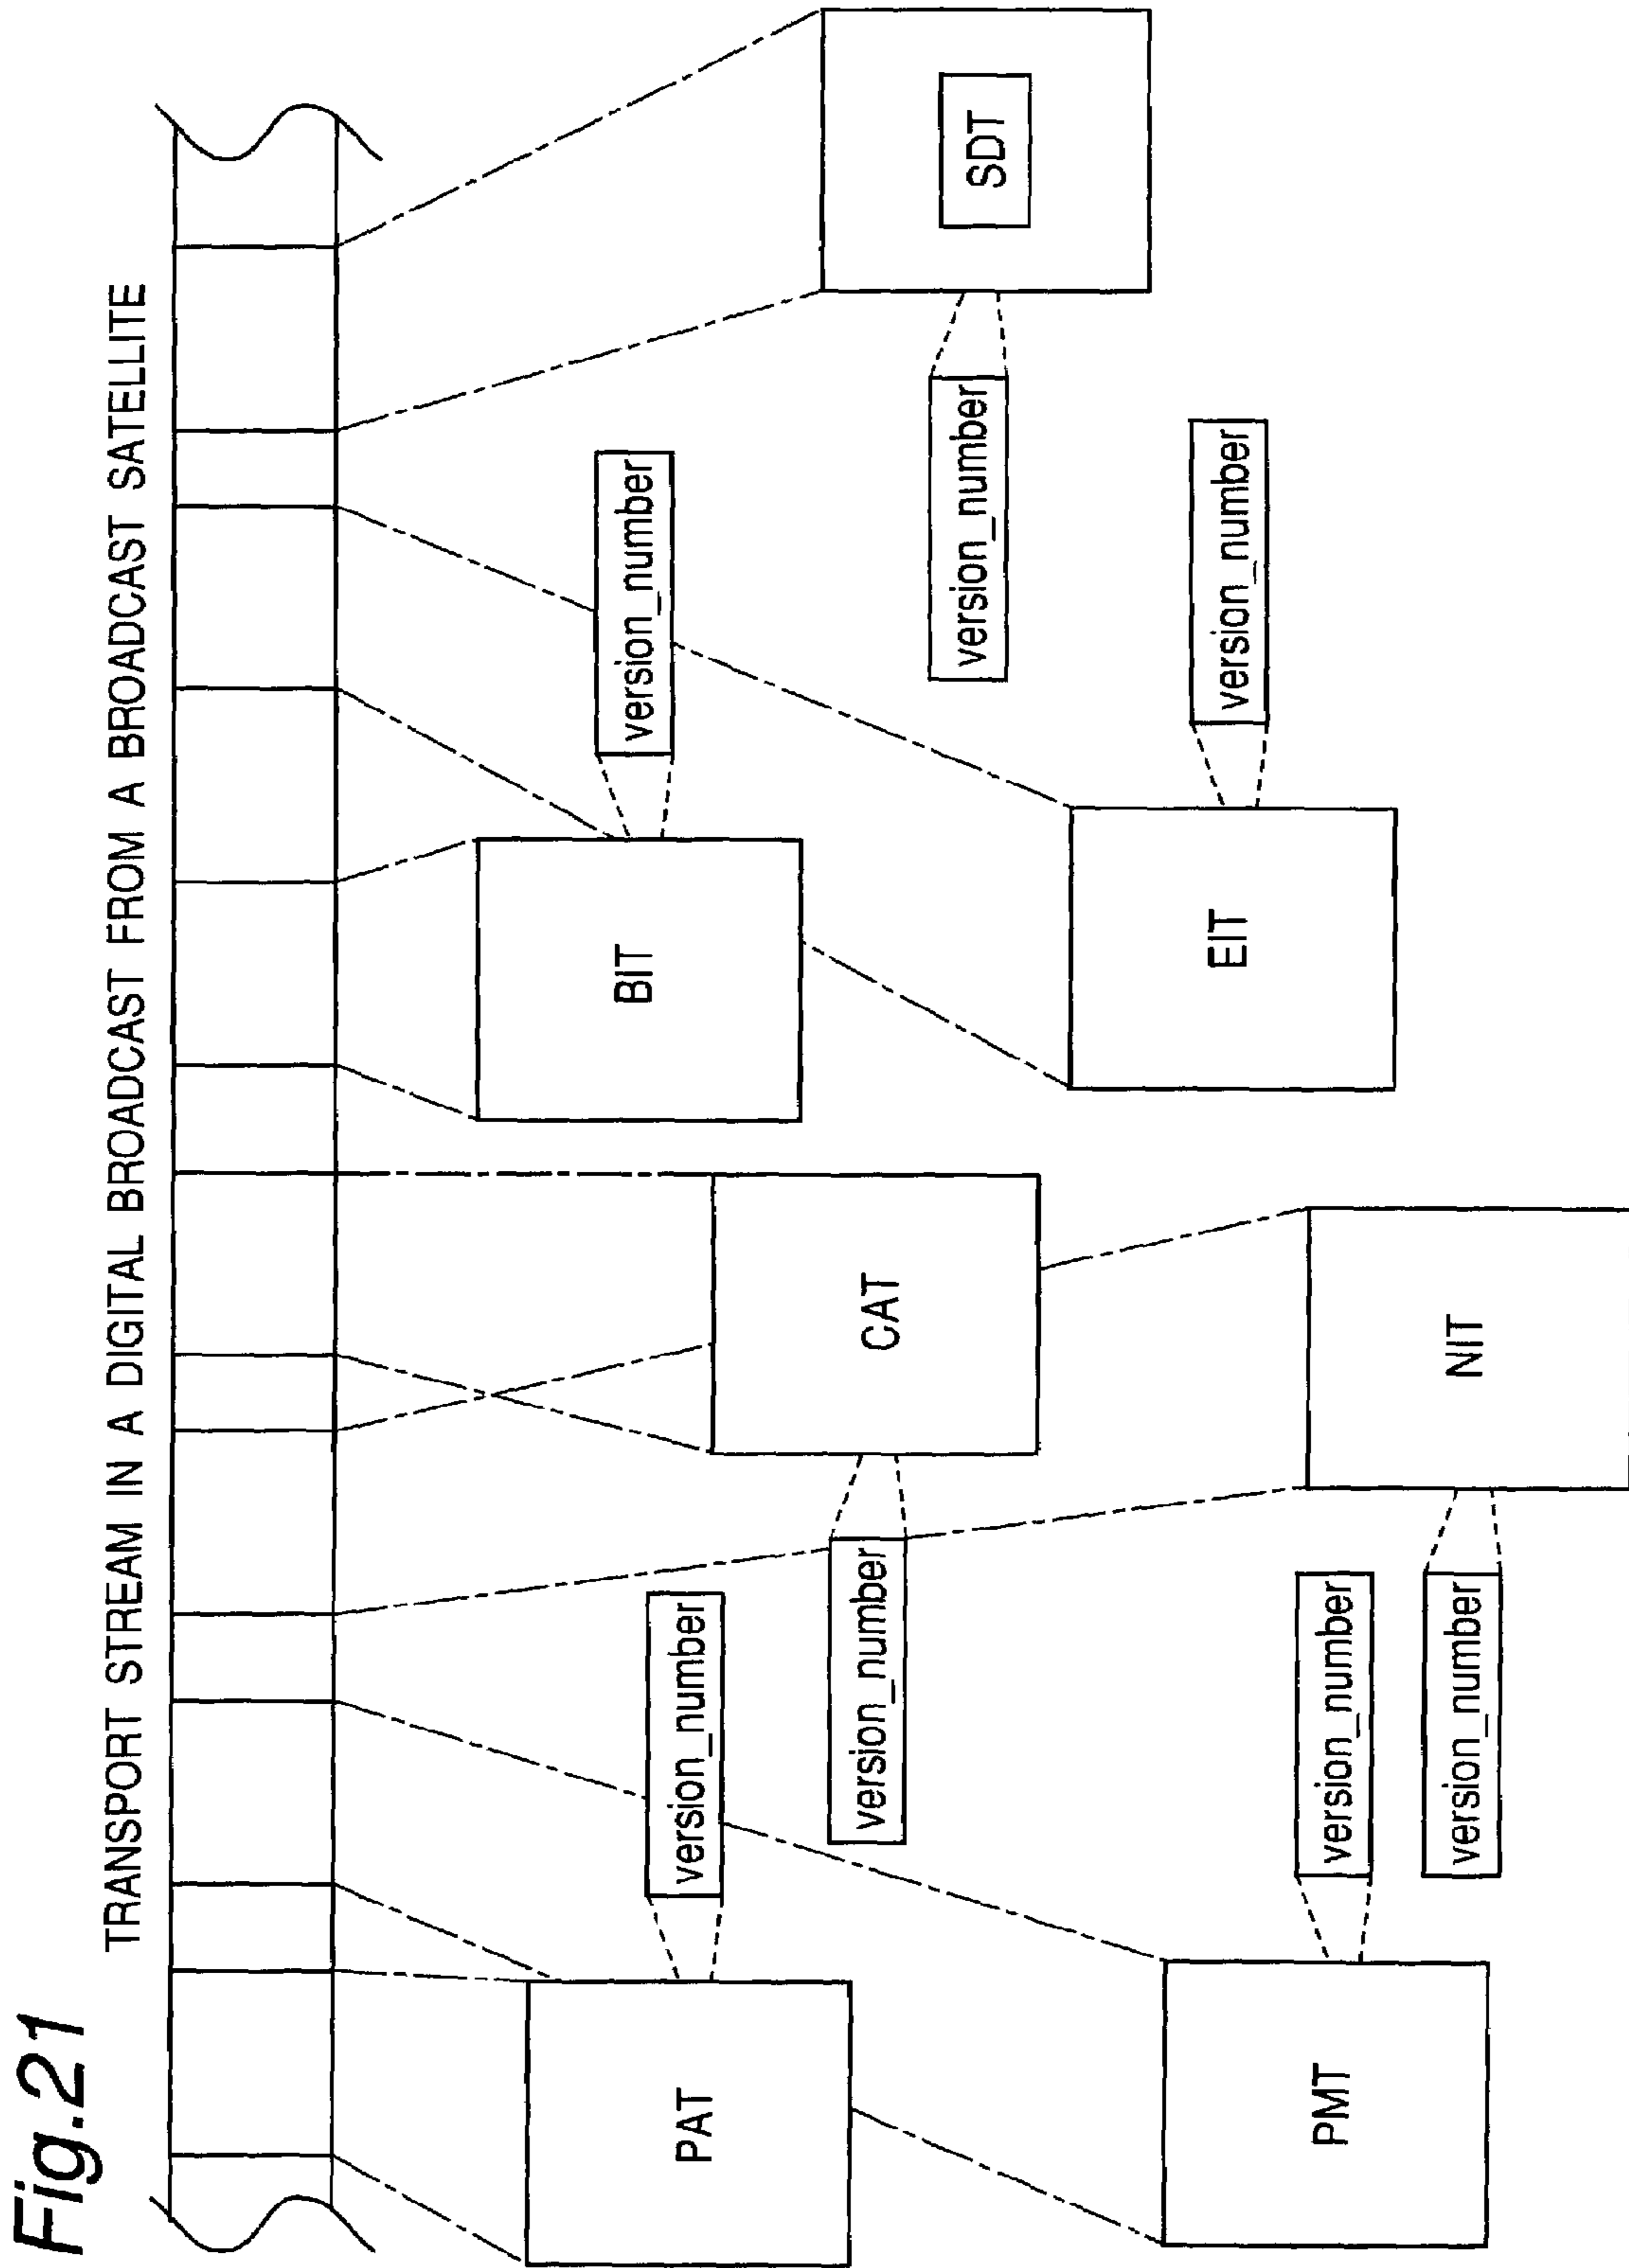 Fig.21
TRANSPORT STREAM IN A DIGITAL BROADCAST FROM A BROADCAST SATELLITE
PAT
version_number
BIT
version_number
CAT
version_number
SDT
version_number
PMT
version_number
EIT
version_number
NIT
version_number